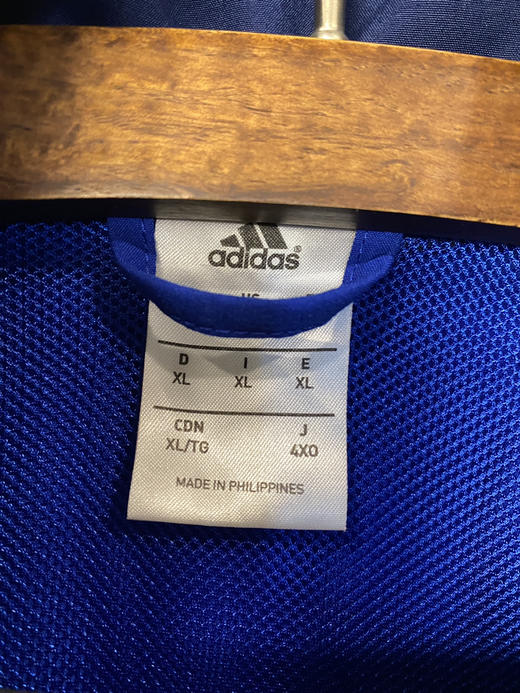 adidas®
D I E
XL XL XL
CDN J
XL/TG 4XO
MADE IN PHILIPPINES